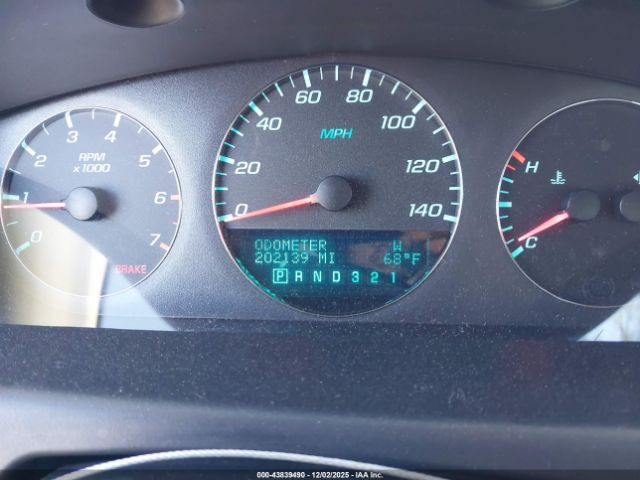 60 80
40 100
MPH
20 120
0 140
3 4
2 5
RPM
x1000
1 6
0 7
BRAKE
ODOMETER W
202139 MI 68°F
P R N D 3 2 1
H
C
000-43839490 - 12/02/2025 - IAA Inc.